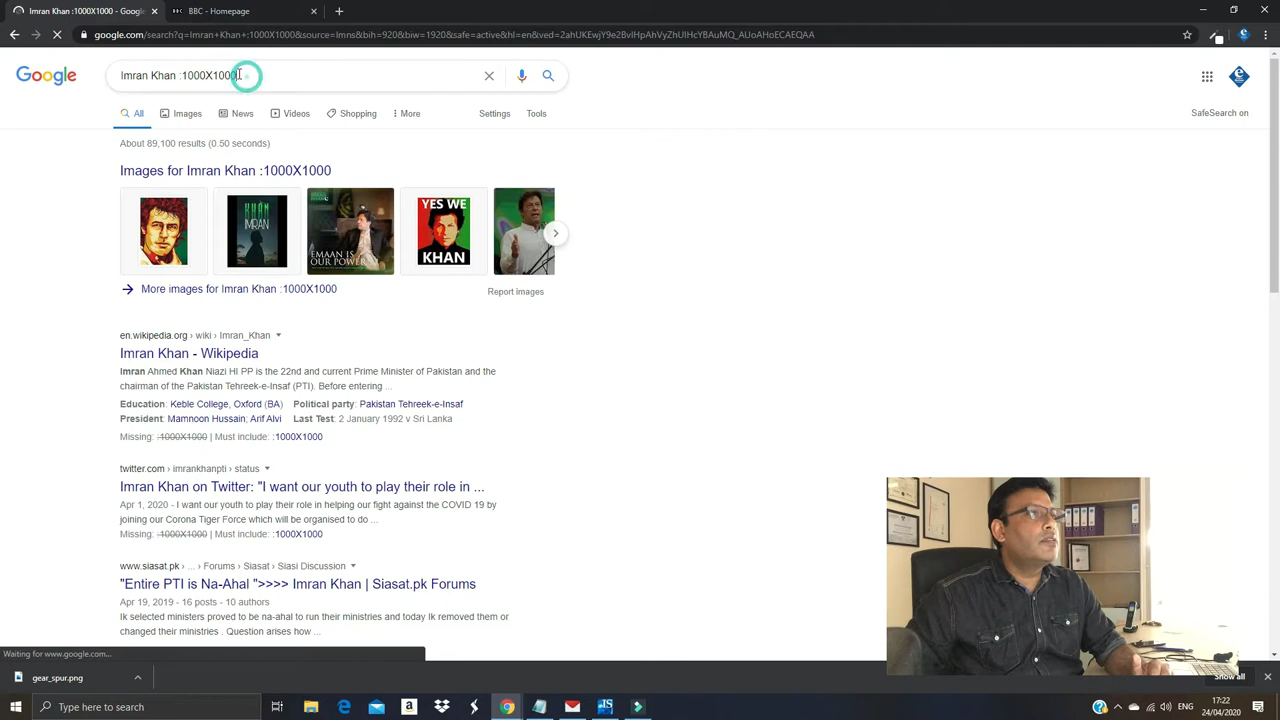 Imran Khan :1000X1000 - Google
BBC - Homepage
google.com/search?q=Imran+Khan+:1000X1000&source=lmns&bih=920&biw=1920&safe=active&hl=en&ved=2ahUKEwjY9e2BvIHpAhVyZhUIHcYBAuMQ_AUoAHoECAEQAA
Google
Imran Khan :1000X1000
All
Images
News
Videos
Shopping
More
Settings
Tools
SafeSearch on
About 89,100 results (0.50 seconds)
Images for Imran Khan :1000X1000
KHAN
IMRAN
EMAAN IS
OUR POWER
YES WE
KHAN
More images for Imran Khan :1000X1000
Report images
en.wikipedia.org › wiki › Imran_Khan
Imran Khan - Wikipedia
Imran Ahmed Khan Niazi HI PP is the 22nd and current Prime Minister of Pakistan and the
chairman of the Pakistan Tehreek-e-Insaf (PTI). Before entering ...
Education: Keble College, Oxford (BA) Political party: Pakistan Tehreek-e-Insaf
President: Mamnoon Hussain; Arif Alvi Last Test: 2 January 1992 v Sri Lanka
Missing: :1000X1000 | Must include: :1000X1000
twitter.com › imrankhanpti › status
Imran Khan on Twitter: "I want our youth to play their role in ...
Apr 1, 2020 - I want our youth to play their role in helping our fight against the COVID 19 by
joining our Corona Tiger Force which will be organised to do ...
Missing: :1000X1000 | Must include: :1000X1000
www.siasat.pk › ... › Forums › Siasat › Siasi Discussion
"Entire PTI is Na-Ahal ">>>> Imran Khan | Siasat.pk Forums
Apr 19, 2019 - 16 posts - 10 authors
Ik selected ministers proved to be na-ahal to run their ministries and today Ik removed them or
changed their ministries . Question arises how ...
Waiting for www.google.com...
gear_spur.png
Show all
Type here to search
17:22
24/04/2020